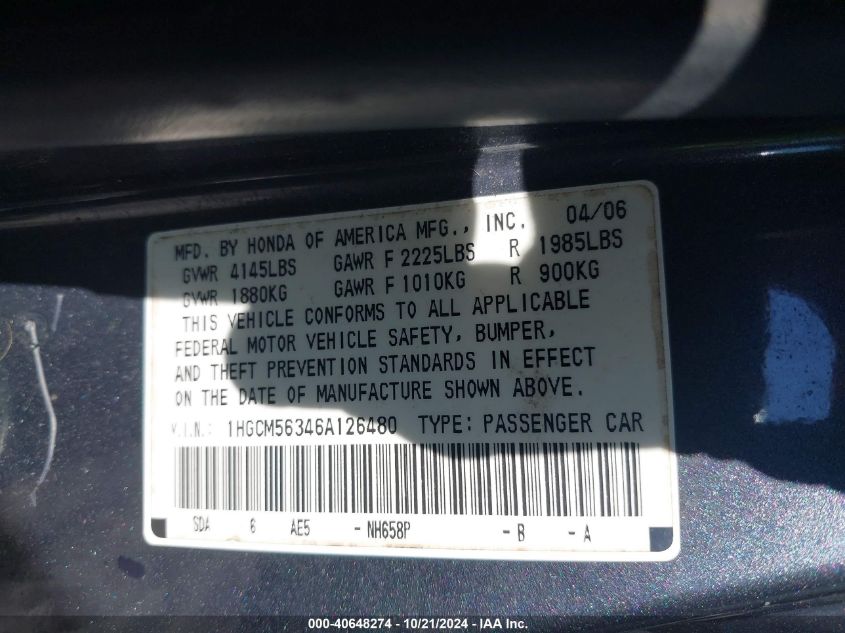 MFD. BY HONDA OF AMERICA MFG., INC. 04/06
GVWR 4145LBS GAWR F 2225LBS R 1985LBS
GVWR 1880KG GAWR F 1010KG R 900KG
THIS VEHICLE CONFORMS TO ALL APPLICABLE
FEDERAL MOTOR VEHICLE SAFETY, BUMPER,
AND THEFT PREVENTION STANDARDS IN EFFECT
ON THE DATE OF MANUFACTURE SHOWN ABOVE.
V.I.N.: 1HGCM56346A126480 TYPE: PASSENGER CAR
SDA 6 AE5 - NH658P - B - A
000-40648274 - 10/21/2024 - IAA Inc.